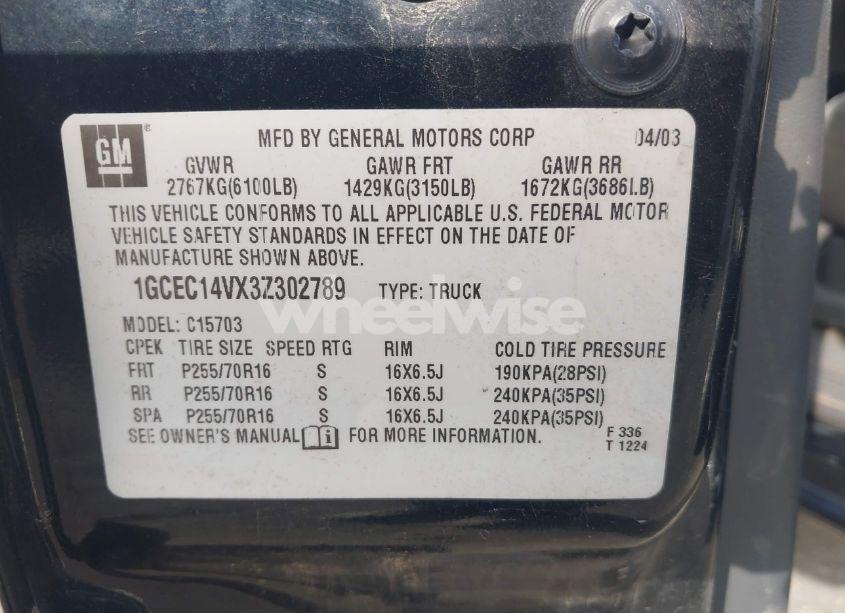 GM ®
MFD BY GENERAL MOTORS CORP 04/03
GVWR GAWR FRT GAWR RR
2767KG(6100LB) 1429KG(3150LB) 1672KG(3686LB)
THIS VEHICLE CONFORMS TO ALL APPLICABLE U.S. FEDERAL MOTOR
VEHICLE SAFETY STANDARDS IN EFFECT ON THE DATE OF
MANUFACTURE SHOWN ABOVE.
1GCEC14VX3Z302789 TYPE: TRUCK
wheelwise
MODEL: C15703
CPEK TIRE SIZE SPEED RTG RIM COLD TIRE PRESSURE
FRT P255/70R16 S 16X6.5J 190KPA(28PSI)
RR P255/70R16 S 16X6.5J 240KPA(35PSI)
SPA P255/70R16 S 16X6.5J 240KPA(35PSI)
SEE OWNER'S MANUAL FOR MORE INFORMATION.
F 336
T 1224